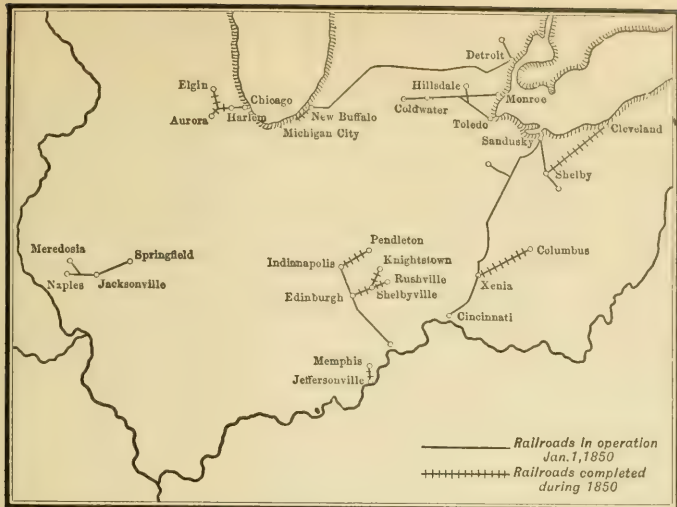 Detroit
Elgin
Hillsdale
Chicago
Monroe
Aurora
Harlem
New Buffalo
Coldwater
Michigan City
Toledo
Cleveland
Sandusky
Shelby
Pendleton
Columbus
Meredosia
Springfield
Knightstown
Indianapolis
Naples
Jacksonville
Rushville
Edinburgh
Shelbyville
Xenia
Cincinnati
Memphis
Jeffersonville
Railroads in operation
Jan.1,1850
Railroads completed
during 1850